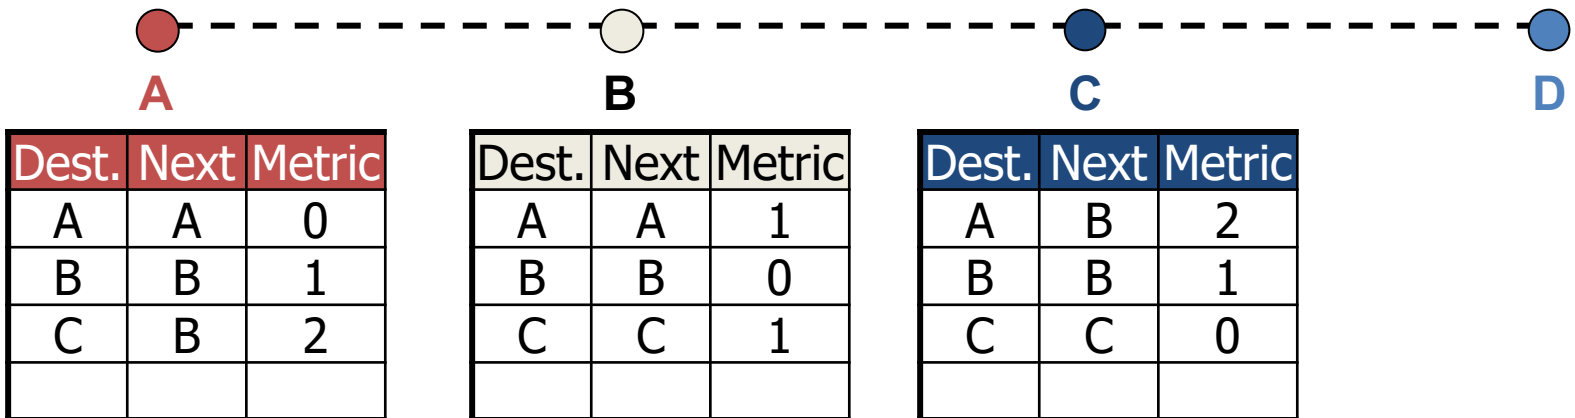 A B C D
Dest. Next Metric
A A 0
B B 1
C B 2
Dest. Next Metric
A A 1
B B 0
C C 1
Dest. Next Metric
A B 2
B B 1
C C 0